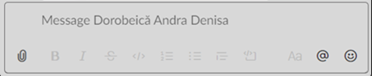 Message Dorobeică Andra Denisa
B I S </> Aa @